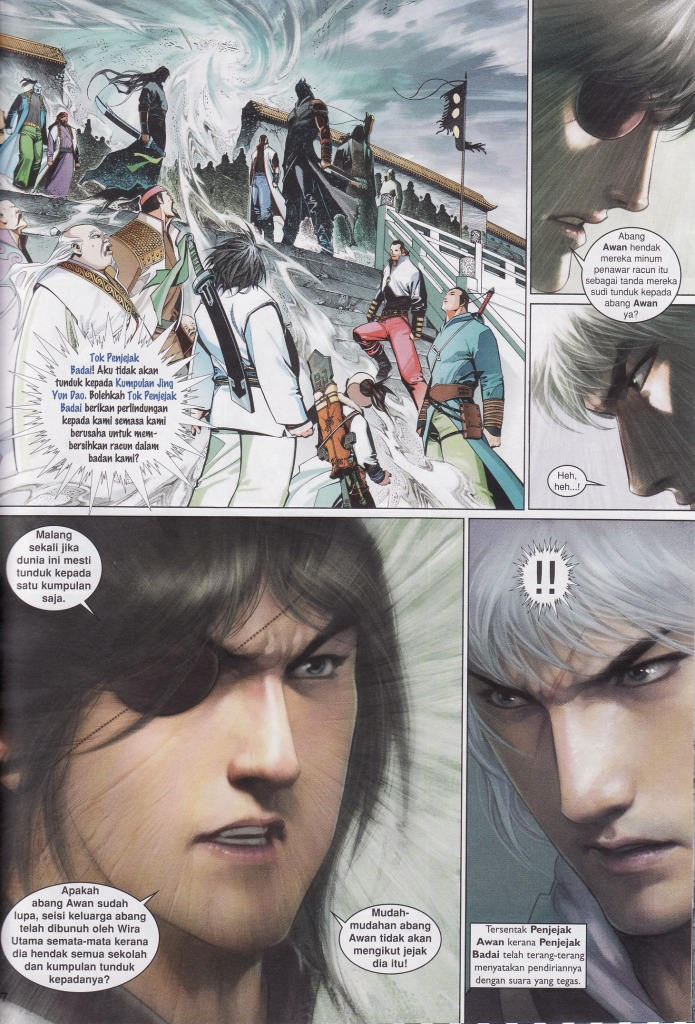 Tok Penjejak
Badai! Aku tidak akan
tunduk kepada Kumpulan Jing
Yun Pao. Bolehkah Tok Penjejak
Badai berikan perlindungan
kepada kami semasa kami
berusaha untuk mem-
bersihkan racun dalam
badan kami?
Abang
Awan hendak
mereka minum
penawar racun itu
sebagai tanda mereka
sudi tunduk kepada
abang Awan
ya?
Heh,
heh...!
Malang
sekali jika
dunia ini mesti
tunduk kepada
satu kumpulan
saja.
Apakah
abang Awan sudah
lupa, seisi keluarga abang
telah dibunuh oleh Wira
Utama semata-mata kerana
dia hendak semua sekolah
dan kumpulan tunduk
kepadanya?
Mudah-
mudahan abang
Awan tidak akan
mengikut jejak
dia itu!
!!
Tersentak Penjejak
Awan kerana Penjejak
Badai telah terang-terang
menyatakan pendiriannya
dengan suara yang tegas.